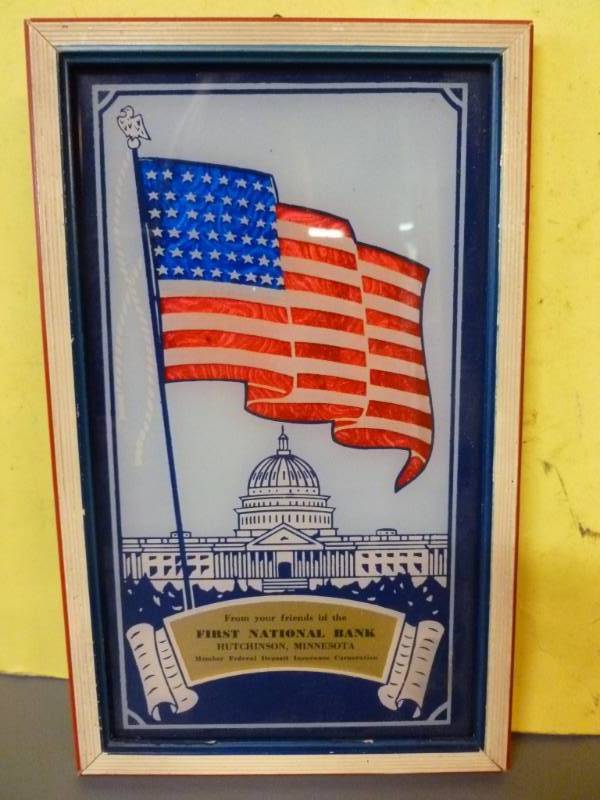 From your friends in the
FIRST NATIONAL BANK
HUTCHINSON, MINNESOTA
Member Federal Deposit Insurance Corporation